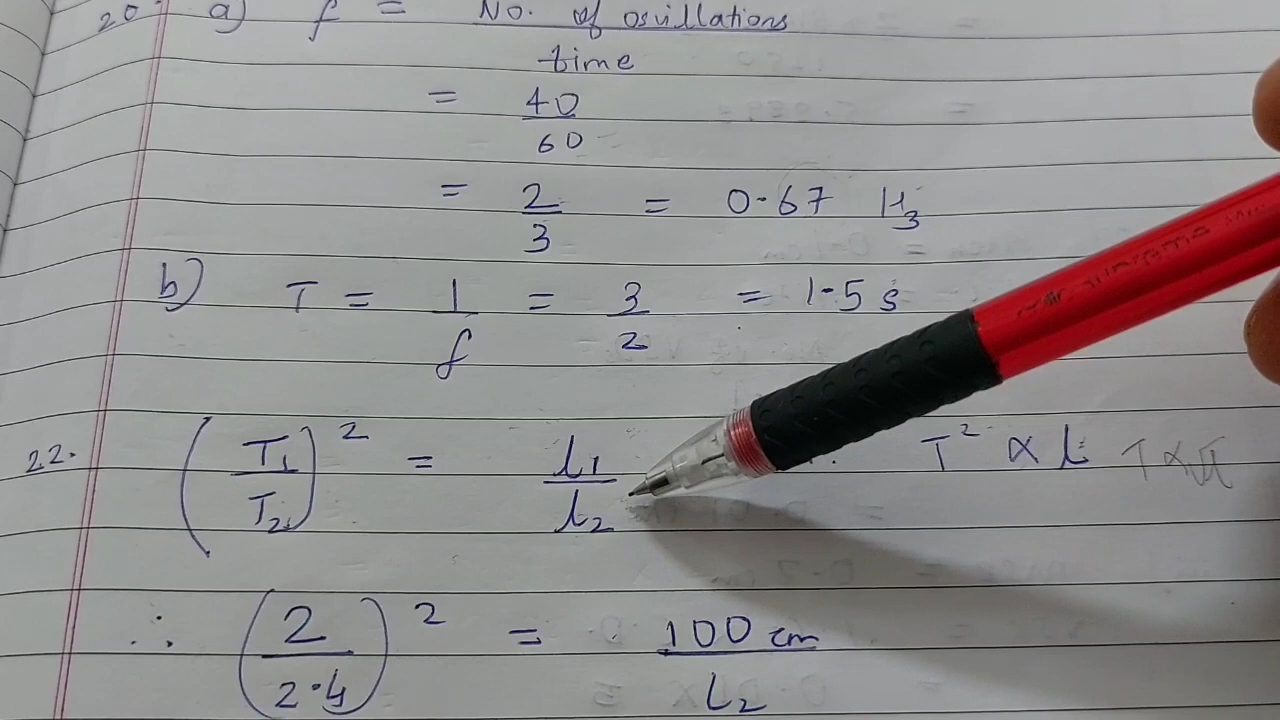 20. a) f = No. of osvillations
time
= 40
60
= 2 = 0.67 Hz
3
b) T = 1 = 3 = 1.5 s
f 2
22. (T1)² = l1 T² ∝ l T ∝ √l
T2 l2
∴ (2)² = 100 cm
2.4 L2